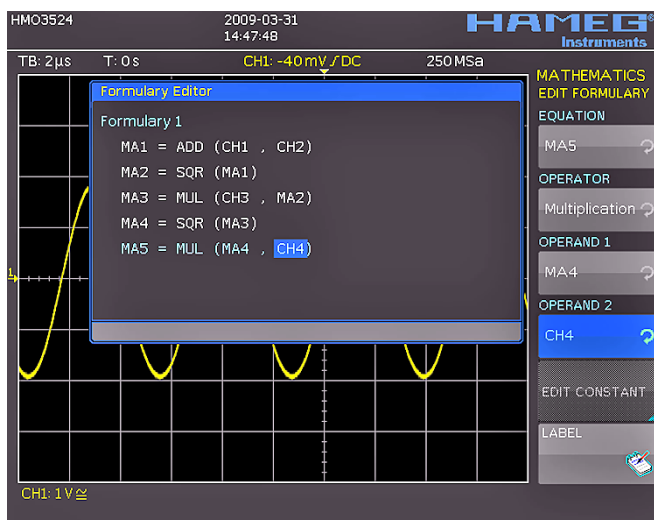 HMO3524
2009-03-31
14:47:48
HAMEG®
Instruments
TB: 2µs T: 0s CH1: -40mV ⎎ DC 250MSa
MATHEMATICS
EDIT FORMULARY
EQUATION
MA5
OPERATOR
Multiplication
OPERAND 1
MA4
OPERAND 2
CH4
EDIT CONSTANT
LABEL
Formulary Editor
Formulary 1
MA1 = ADD (CH1 , CH2)
MA2 = SQR (MA1)
MA3 = MUL (CH3 , MA2)
MA4 = SQR (MA3)
MA5 = MUL (MA4 , CH4)
1
CH1: 1V≅